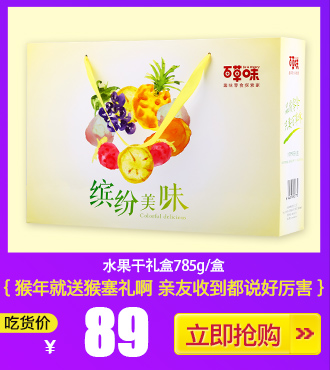 百草味
缤纷美味
Colorful delicious
水果干礼盒785g/盒
{ 猴年就送猴塞礼啊 亲友收到都说好厉害 }
吃货价
¥ 89
立即抢购 >>